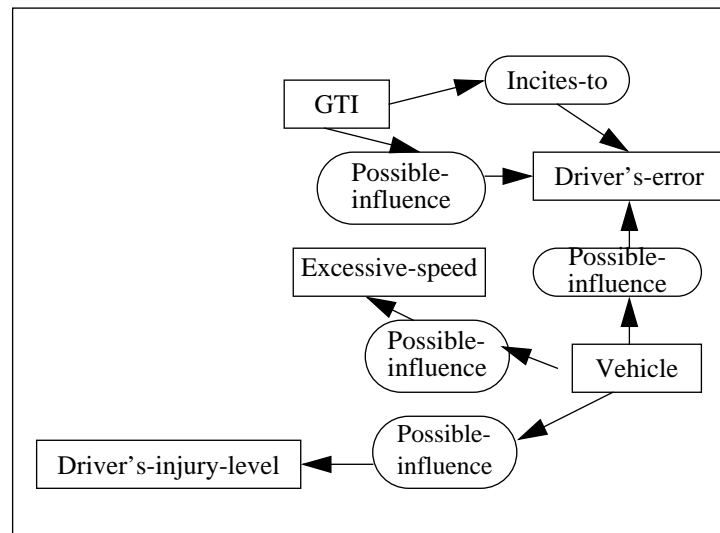 Incites-to
GTI
Possible-
influence
Driver's-error
Excessive-speed
Possible-
influence
Possible-
influence
Vehicle
Possible-
influence
Driver's-injury-level